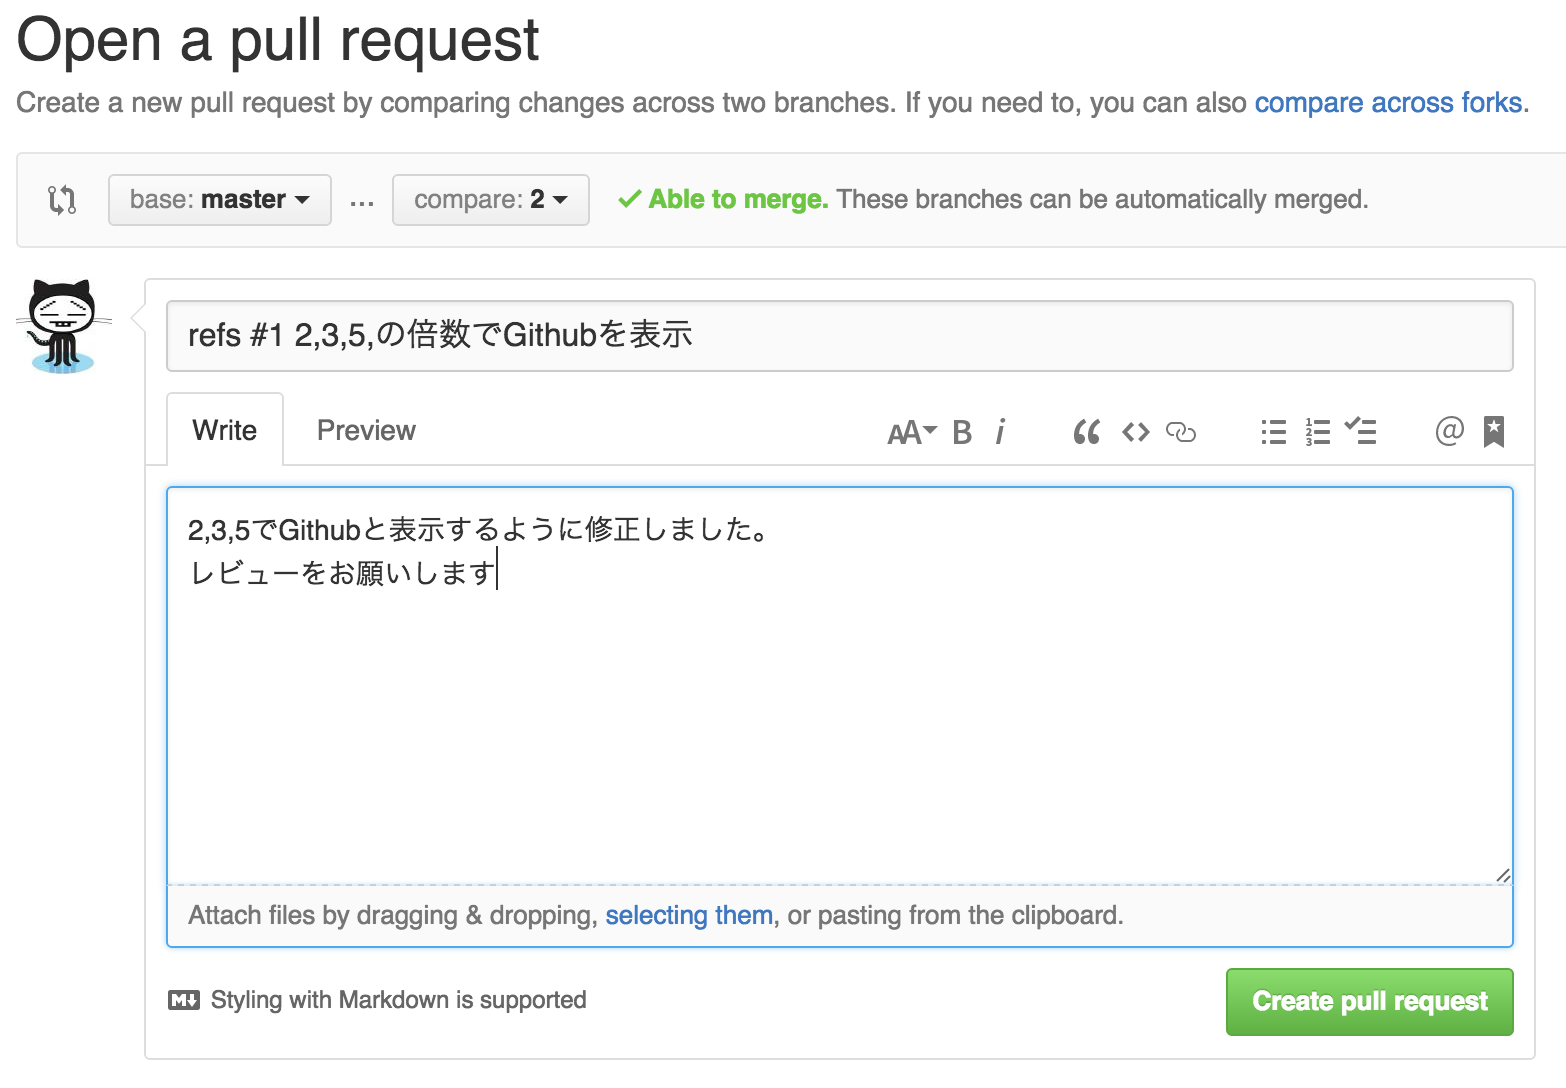 Open a pull request
Create a new pull request by comparing changes across two branches. If you need to, you can also compare across forks.
base: master ... compare: 2 Able to merge. These branches can be automatically merged.
refs #1 2,3,5,の倍数でGithubを表示
Write Preview AA B i
2,3,5でGithubと表示するように修正しました。
レビューをお願いします
Attach files by dragging & dropping, selecting them, or pasting from the clipboard.
Styling with Markdown is supported
Create pull request